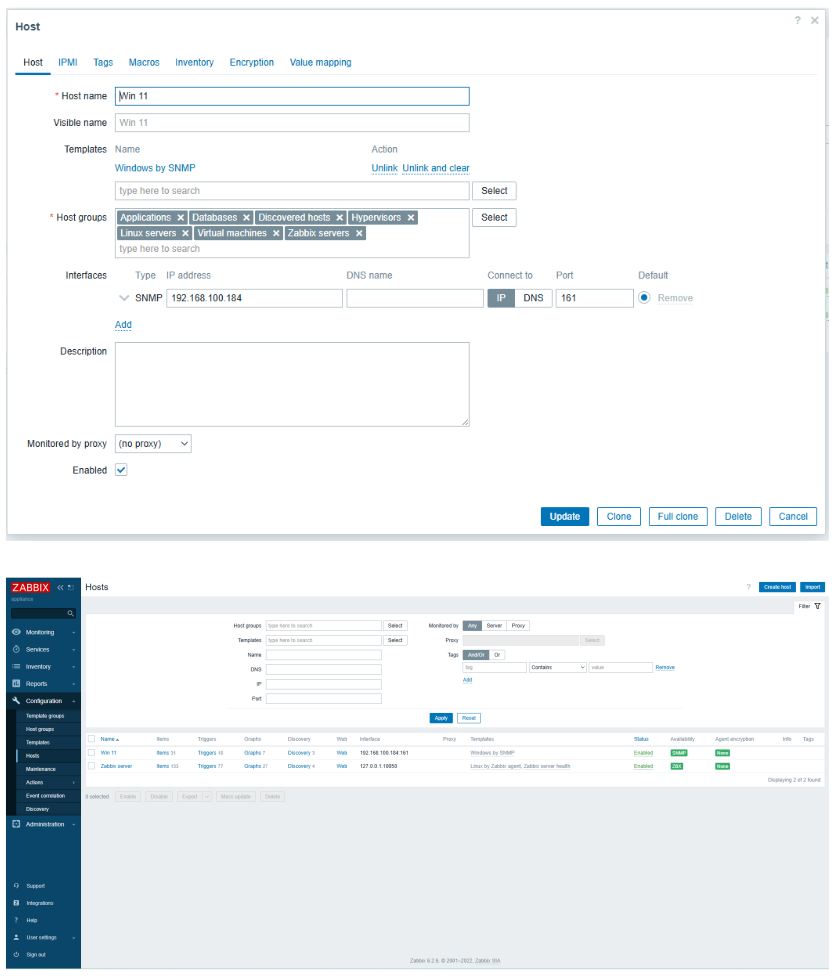 Host
? ×
Host IPMI Tags Macros Inventory Encryption Value mapping
* Host name Win 11
Visible name Win 11
Templates Name Action
Windows by SNMP Unlink Unlink and clear
type here to search Select
* Host groups Applications × Databases × Discovered hosts × Hypervisors × Select
Linux servers × Virtual machines × Zabbix servers ×
type here to search
Interfaces Type IP address DNS name Connect to Port Default
SNMP 192.168.100.184 IP DNS 161 Remove
Add
Description
Monitored by proxy (no proxy)
Enabled
Update Clone Full clone Delete Cancel
ZABBIX Hosts ? Create host Import
appliance
Filter
Host groups type here to search Select Monitored by Any Server Proxy
Templates type here to search Select Proxy Select
Name Tags And/Or Or
DNS tag Contains value Remove
IP Add
Port
Apply Reset
Monitoring
Services
Inventory
Reports
Configuration
Template groups
Host groups
Templates
Hosts
Maintenance
Actions
Event correlation
Discovery
Administration
Support
Integrations
? Help
User settings
Sign out
Name Items Triggers Graphs Discovery Web Interface Proxy Templates Status Availability Agent encryption Info Tags
Win 11 Items Triggers Graphs 7 Discovery 3 Web 192.168.100.184:161 Windows by SNMP Enabled SNMP None
Zabbix server Items Triggers 77 Graphs 27 Discovery 4 Web 127.0.0.1:10050 Linux by Zabbix agent, Zabbix server health Enabled ZBX None
Displaying 2 of 2 found
0 selected Enable Disable Export Mass update Delete
Zabbix 6.2.6. © 2001–2022, Zabbix SIA